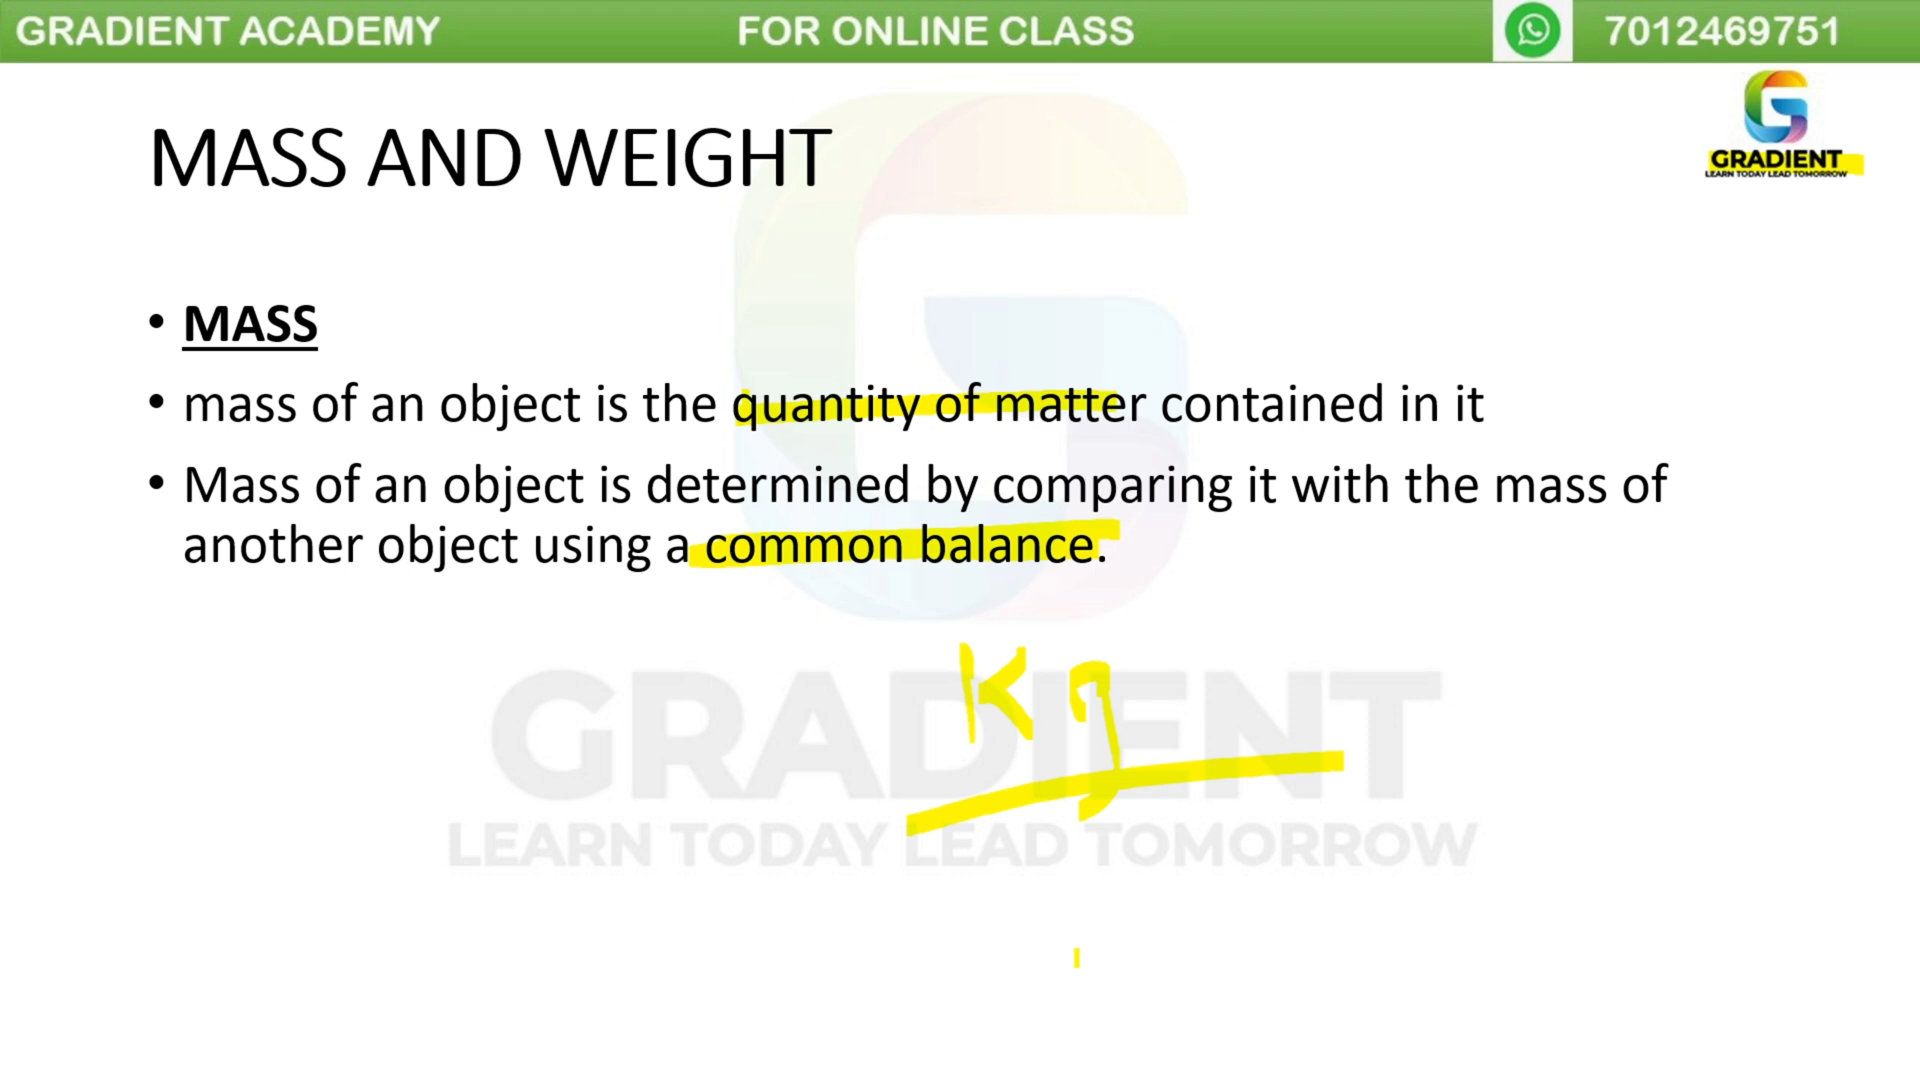 GRADIENT ACADEMY FOR ONLINE CLASS 7012469751
GRADIENT
LEARN TODAY LEAD TOMORROW
MASS AND WEIGHT
• MASS
• mass of an object is the quantity of matter contained in it
• Mass of an object is determined by comparing it with the mass of
another object using a common balance.
Kg
GRADIENT
LEARN TODAY LEAD TOMORROW